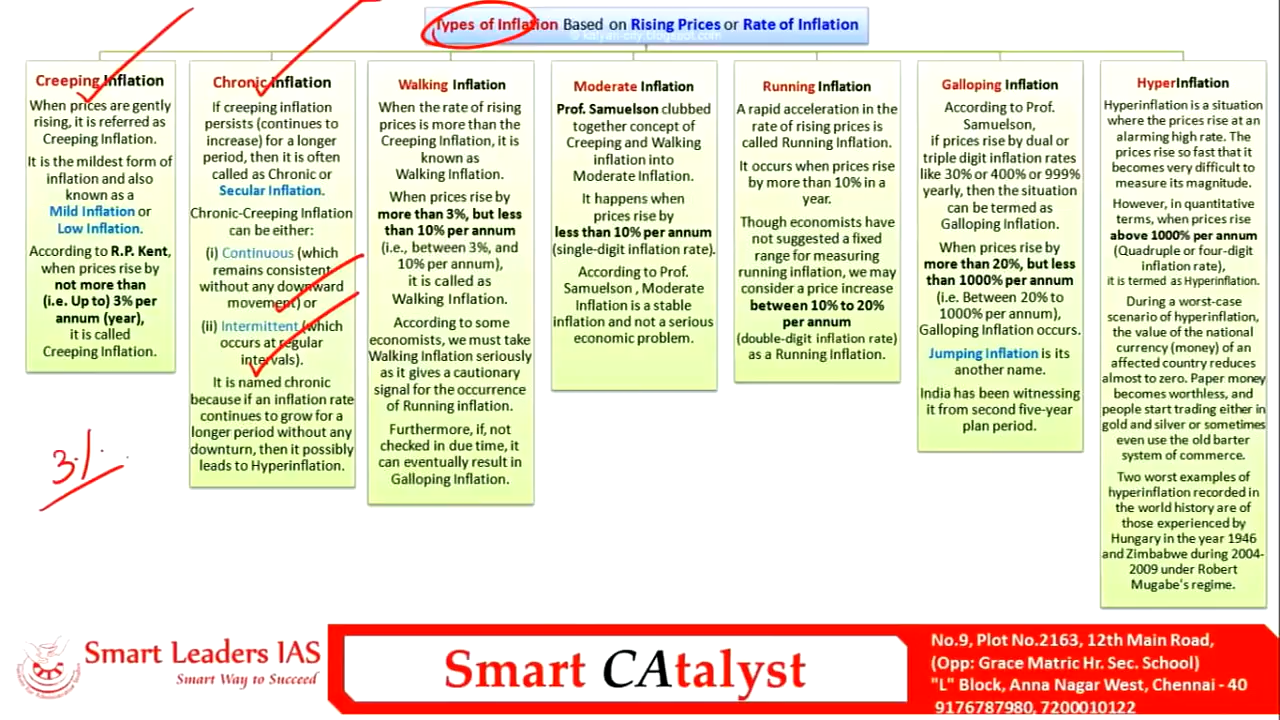 Types of Inflation Based on Rising Prices or Rate of Inflation
© kalyan-city.blogspot.com
Creeping Inflation
When prices are gently
rising, it is referred as
Creeping Inflation.
It is the mildest form of
inflation and also
known as a
Mild Inflation or
Low Inflation.
According to R.P. Kent,
when prices rise by
not more than
(i.e. Up to) 3% per
annum (year),
it is called
Creeping Inflation.
Chronic Inflation
If creeping inflation
persists (continues to
increase) for a longer
period, then it is often
called as Chronic or
Secular Inflation.
Chronic-Creeping Inflation
can be either:
(i) Continuous (which
remains consistent
without any downward
movement) or
(ii) Intermittent (which
occurs at regular
intervals).
It is named chronic
because if an inflation rate
continues to grow for a
longer period without any
downturn, then it possibly
leads to Hyperinflation.
Walking Inflation
When the rate of rising
prices is more than the
Creeping Inflation, it is
known as
Walking Inflation.
When prices rise by
more than 3%, but less
than 10% per annum
(i.e., between 3%, and
10% per annum),
it is called as
Walking Inflation.
According to some
economists, we must take
Walking Inflation seriously
as it gives a cautionary
signal for the occurrence
of Running inflation.
Furthermore, if, not
checked in due time, it
can eventually result in
Galloping Inflation.
Moderate Inflation
Prof. Samuelson clubbed
together concept of
Creeping and Walking
inflation into
Moderate Inflation.
It happens when
prices rise by
less than 10% per annum
(single-digit inflation rate).
According to Prof.
Samuelson , Moderate
Inflation is a stable
inflation and not a serious
economic problem.
Running Inflation
A rapid acceleration in the
rate of rising prices is
called Running Inflation.
It occurs when prices rise
by more than 10% in a
year.
Though economists have
not suggested a fixed
range for measuring
running inflation, we may
consider a price increase
between 10% to 20%
per annum
(double-digit inflation rate)
as a Running Inflation.
Galloping Inflation
According to Prof.
Samuelson,
if prices rise by dual or
triple digit inflation rates
like 30% or 400% or 999%
yearly, then the situation
can be termed as
Galloping Inflation.
When prices rise by
more than 20%, but less
than 1000% per annum
(i.e. Between 20% to
1000% per annum),
Galloping Inflation occurs.
Jumping Inflation is its
another name.
India has been witnessing
it from second five-year
plan period.
HyperInflation
Hyperinflation is a situation
where the prices rise at an
alarming high rate. The
prices rise so fast that it
becomes very difficult to
measure its magnitude.
However, in quantitative
terms, when prices rise
above 1000% per annum
(Quadruple or four-digit
inflation rate),
it is termed as Hyperinflation.
During a worst-case
scenario of hyperinflation,
the value of the national
currency (money) of an
affected country reduces
almost to zero. Paper money
becomes worthless, and
people start trading either in
gold and silver or sometimes
even use the old barter
system of commerce.
Two worst examples of
hyperinflation recorded in
the world history are of
those experienced by
Hungary in the year 1946
and Zimbabwe during 2004-
2009 under Robert
Mugabe's regime.
3%
Smart Leaders IAS
Smart Way to Succeed
Smart CAtalyst
No.9, Plot No.2163, 12th Main Road,
(Opp: Grace Matric Hr. Sec. School)
"L" Block, Anna Nagar West, Chennai - 40
9176787980, 7200010122